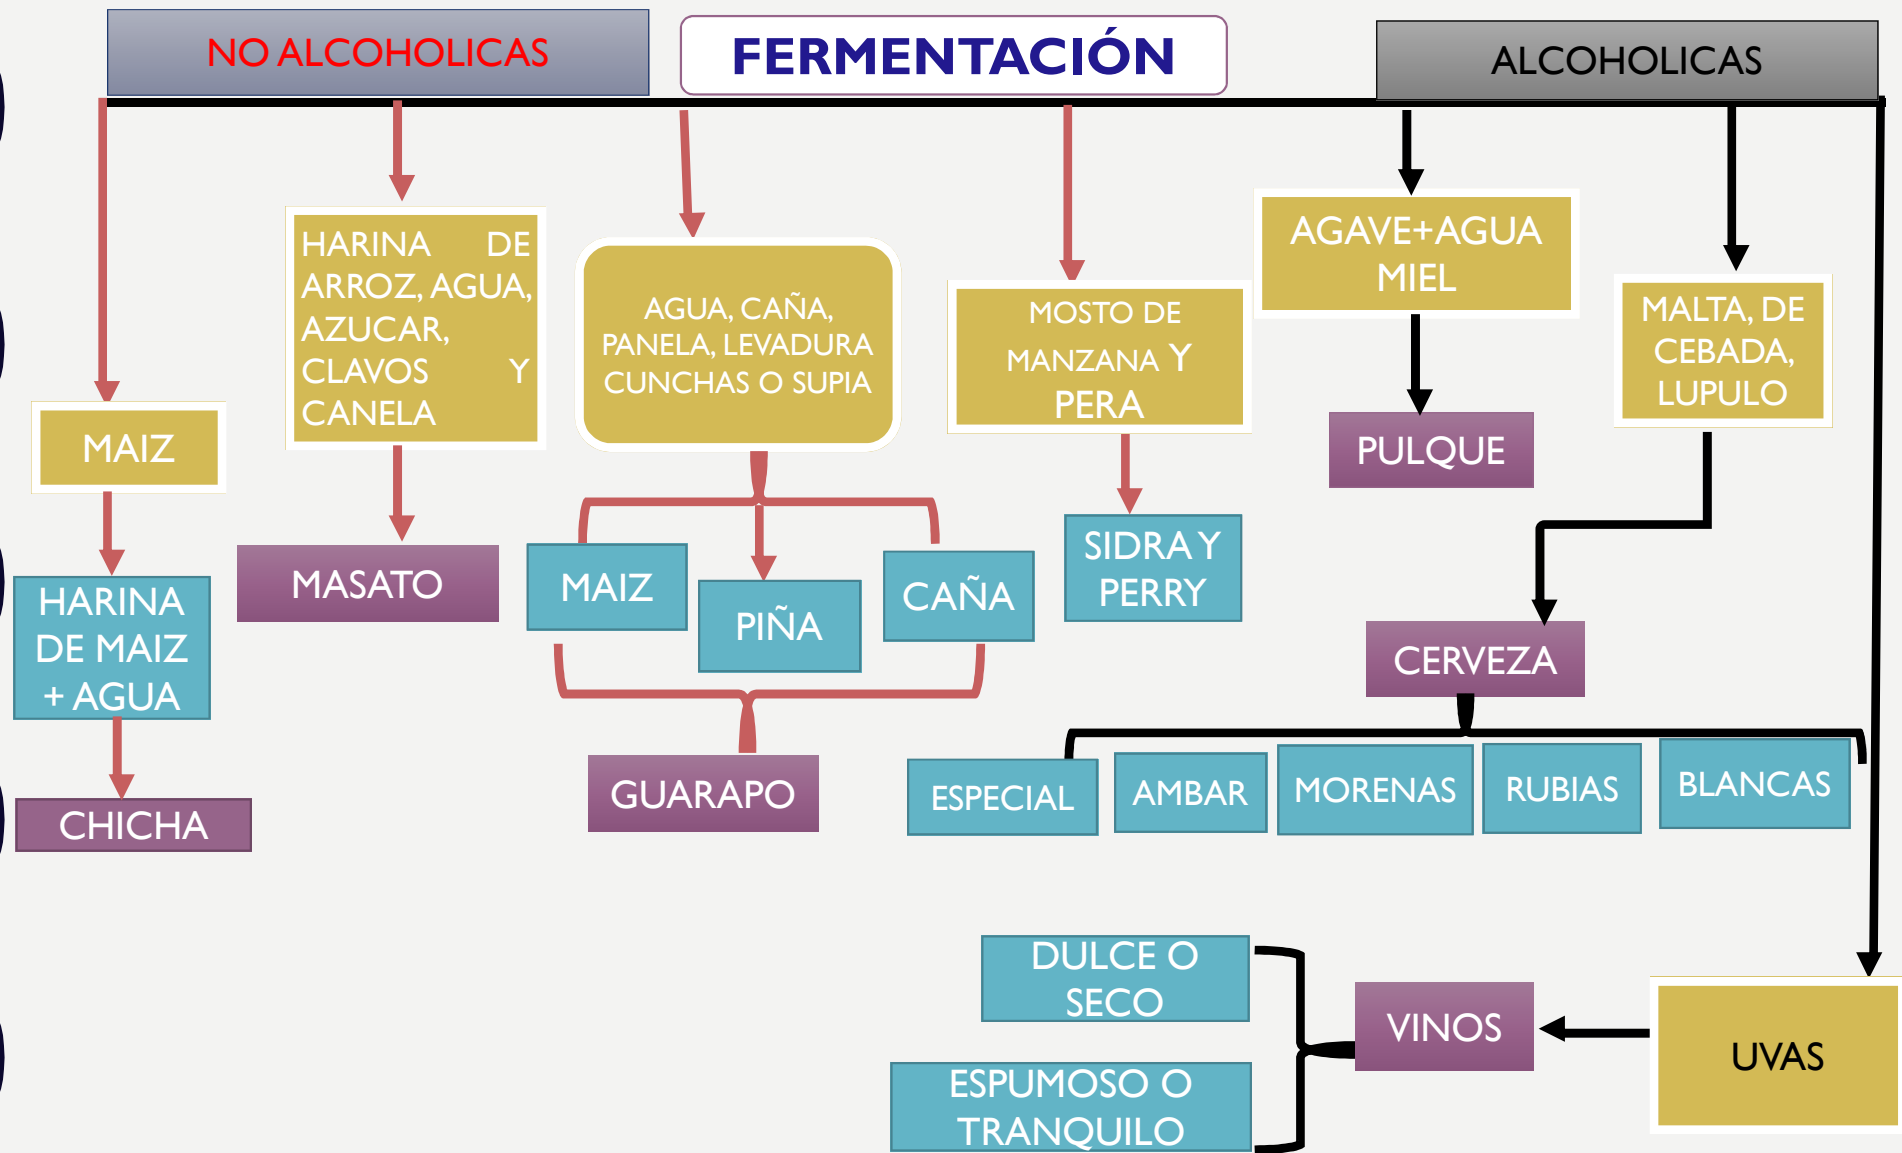 NO ALCOHOLICAS
FERMENTACIÓN
ALCOHOLICAS
MAIZ
HARINA DE MAIZ
+ AGUA
CHICHA
HARINA DE
ARROZ, AGUA,
AZUCAR,
CLAVOS Y
CANELA
MASATO
AGUA, CAÑA,
PANELA, LEVADURA
CUNCHAS O SUPIA
MAIZ
PIÑA
CAÑA
GUARAPO
MOSTO DE
MANZANA Y
PERA
SIDRA Y
PERRY
AGAVE+AGUA
MIEL
PULQUE
MALTA, DE
CEBADA,
LUPULO
CERVEZA
ESPECIAL
AMBAR
MORENAS
RUBIAS
BLANCAS
UVAS
VINOS
DULCE O
SECO
ESPUMOSO O
TRANQUILO